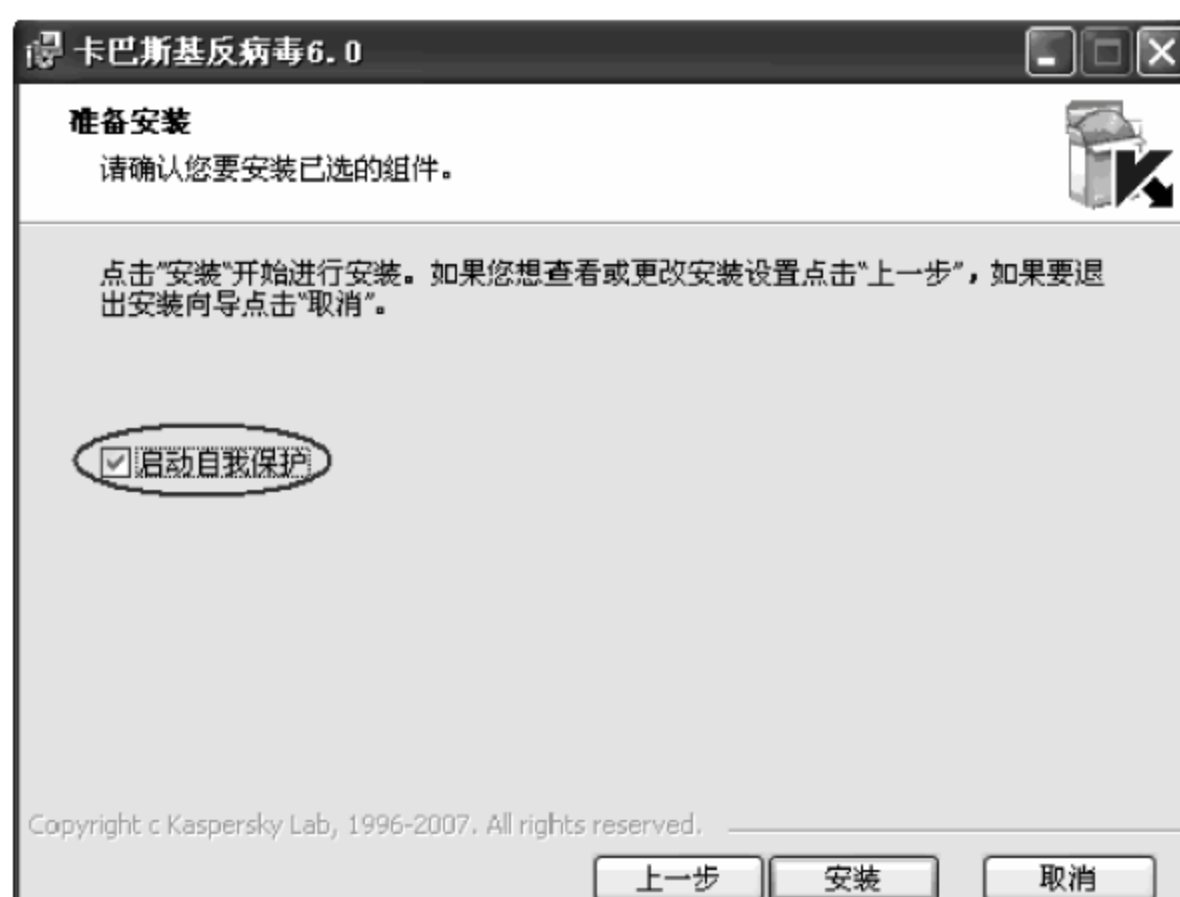 卡巴斯基反病毒6.0
准备安装
请确认您要安装已选的组件。
点击"安装"开始进行安装。如果您想查看或更改安装设置点击"上一步"，如果要退
出安装向导点击"取消"。
启动自我保护
Copyright c Kaspersky Lab, 1996-2007. All rights reserved.
上一步 安装 取消